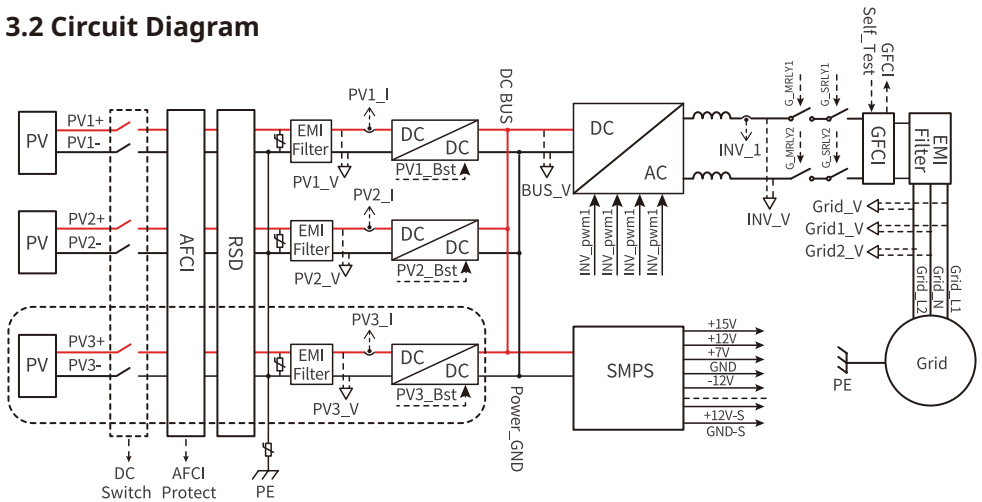 3.2 Circuit Diagram
PV
PV1+
PV1-
EMI
Filter
PV1_I
PV1_V
DC
DC
PV1_Bst
DC BUS
BUS_V
DC
AC
INV_pwm1
INV_pwm1
INV_pwm1
INV_pwm1
INV_1
INV_V
G_MRLY1
G_SRLY1
G_MRLY2
G_SRLY2
Self_Test
GFCI
GFCI
EMI
Filter
Grid_V
Grid1_V
Grid2_V
Grid_L2
Grid_N
Grid_L1
Grid
PE
PV
PV2+
PV2-
AFCI
RSD
EMI
Filter
PV2_I
PV2_V
DC
DC
PV2_Bst
PV
PV3+
PV3-
EMI
Filter
PV3_I
PV3_V
DC
DC
PV3_Bst
Power_GND
SMPS
+15V
+12V
+7V
GND
-12V
+12V-S
GND-S
DC
Switch
AFCI
Protect
PE